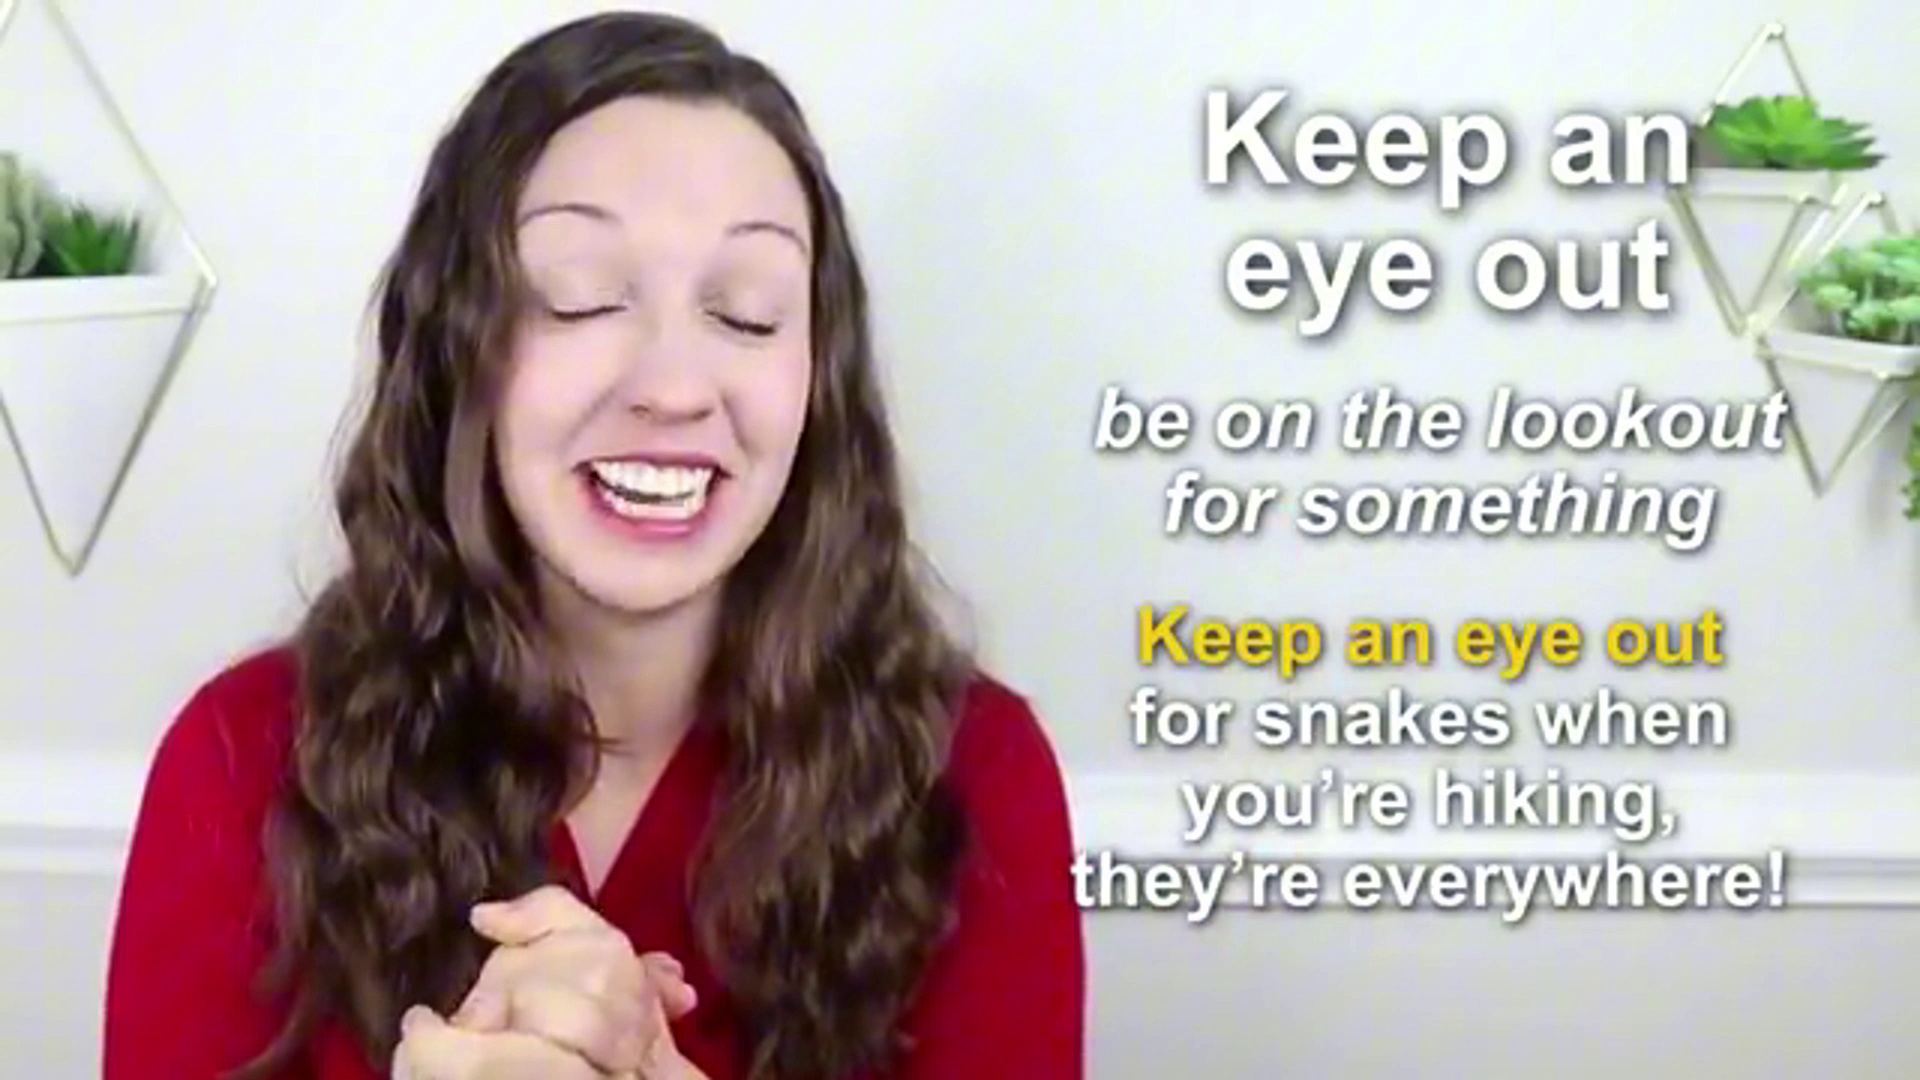 Keep an
eye out
be on the lookout
for something
Keep an eye out
for snakes when
you’re hiking,
they’re everywhere!